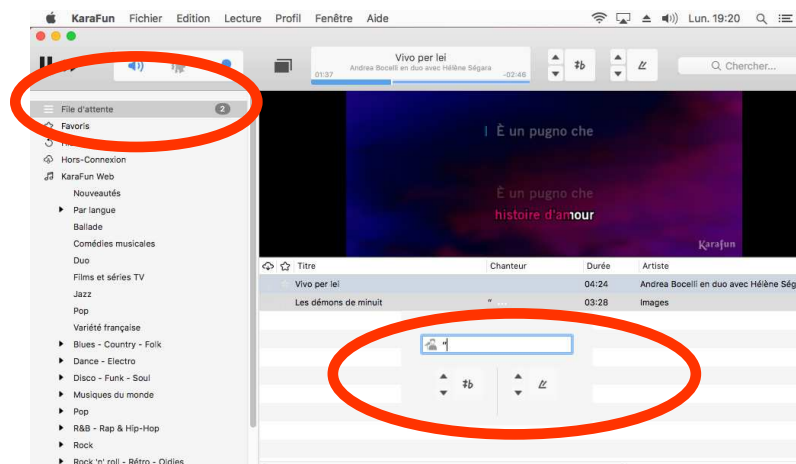 KaraFun Fichier Edition Lecture Profil Fenêtre Aide Lun. 19:20
Vivo per lei
Andrea Bocelli en duo avec Hélène Ségara
01:37 -02:46
Chercher...
File d'attente 2
Favoris
Hors-Connexion
KaraFun Web
Nouveautés
Par langue
Ballade
Comédies musicales
Duo
Films et séries TV
Jazz
Pop
Variété française
Blues - Country - Folk
Dance - Electro
Disco - Funk - Soul
Musiques du monde
Pop
R&B - Rap & Hip-Hop
Rock
Rock 'n' roll - Rétro - Oldies
È un pugno che
È un pugno che
histoire d'amour
Karafun
Titre Chanteur Durée Artiste
Vivo per lei 04:24 Andrea Bocelli en duo avec Hélène Ség
Les démons de minuit " ... 03:28 Images
"